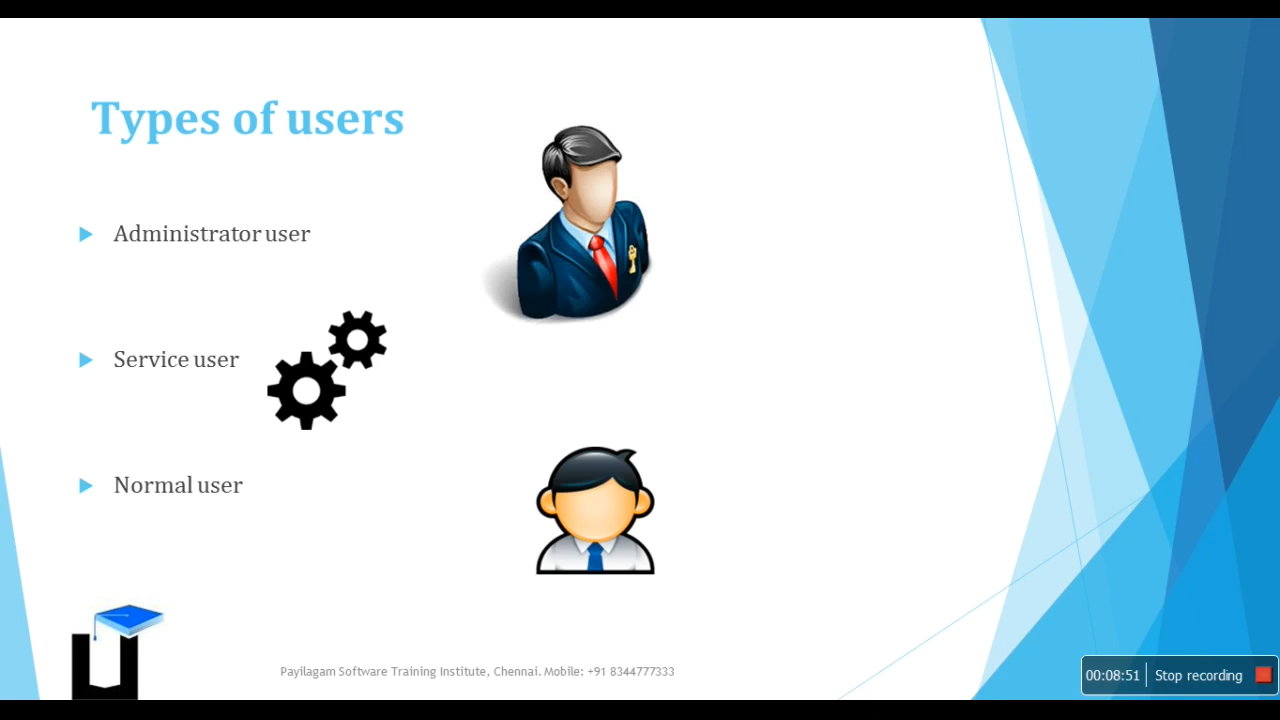 Types of users
Administrator user
Service user
Normal user
Payilagam Software Training Institute, Chennai. Mobile: +91 8344777333
00:08:51 Stop recording